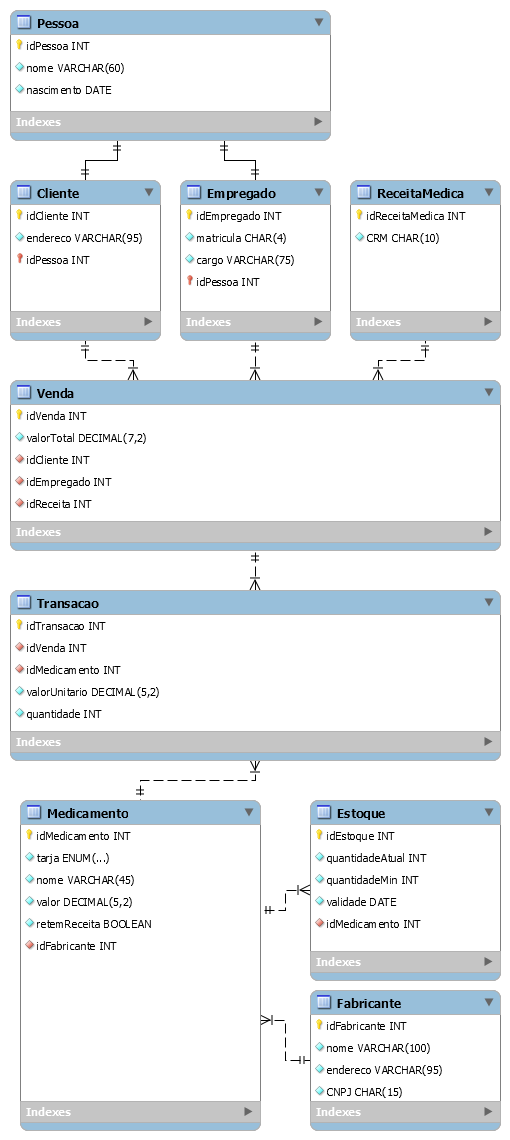 Pessoa
idPessoa INT
nome VARCHAR(60)
nascimento DATE
Indexes
Cliente
idCliente INT
endereco VARCHAR(95)
idPessoa INT
Indexes
Empregado
idEmpregado INT
matricula CHAR(4)
cargo VARCHAR(75)
idPessoa INT
Indexes
ReceitaMedica
idReceitaMedica INT
CRM CHAR(10)
Indexes
Venda
idVenda INT
valorTotal DECIMAL(7,2)
idCliente INT
idEmpregado INT
idReceita INT
Indexes
Transacao
idTransacao INT
idVenda INT
idMedicamento INT
valorUnitario DECIMAL(5,2)
quantidade INT
Indexes
Medicamento
idMedicamento INT
tarja ENUM(...)
nome VARCHAR(45)
valor DECIMAL(5,2)
retemReceita BOOLEAN
idFabricante INT
Indexes
Estoque
idEstoque INT
quantidadeAtual INT
quantidadeMin INT
validade DATE
idMedicamento INT
Indexes
Fabricante
idFabricante INT
nome VARCHAR(100)
endereco VARCHAR(95)
CNPJ CHAR(15)
Indexes